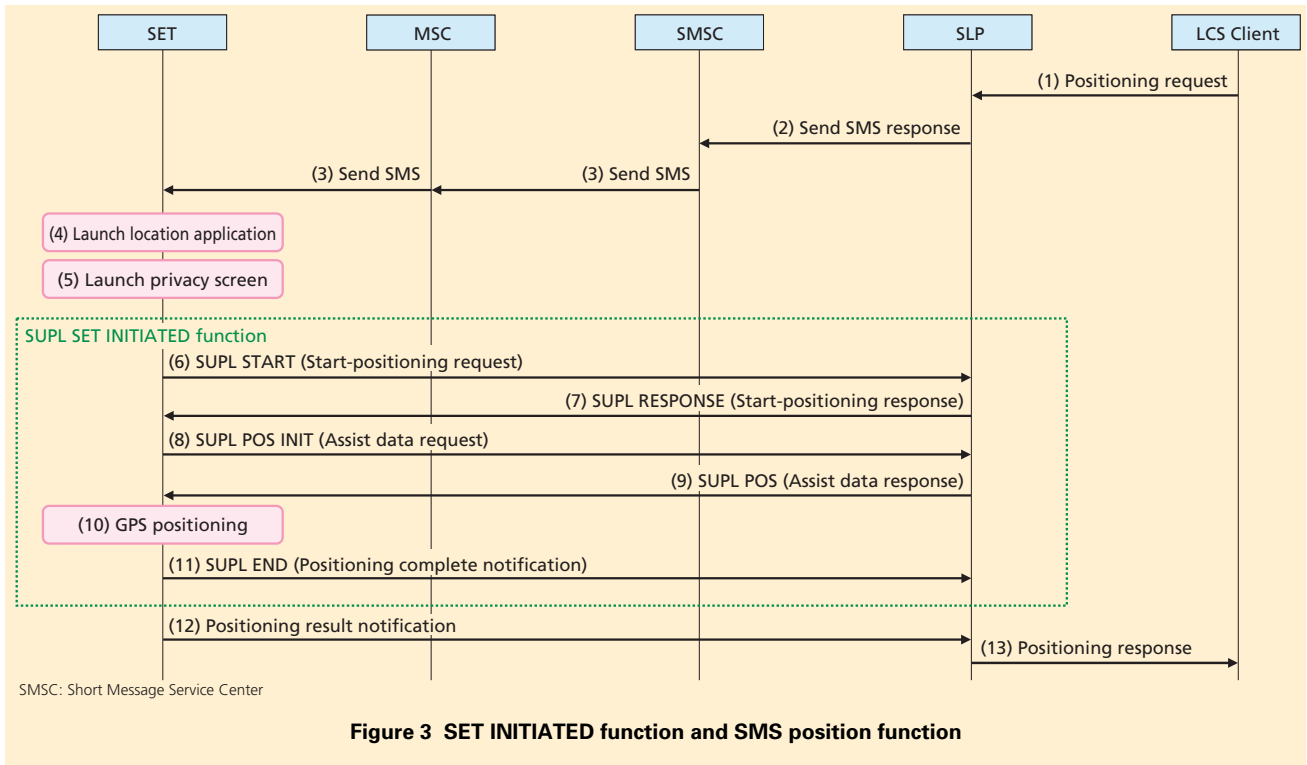 SET
MSC
SMSC
SLP
LCS Client
(1) Positioning request
(2) Send SMS response
(3) Send SMS
(3) Send SMS
(4) Launch location application
(5) Launch privacy screen
SUPL SET INITIATED function
(6) SUPL START (Start-positioning request)
(7) SUPL RESPONSE (Start-positioning response)
(8) SUPL POS INIT (Assist data request)
(9) SUPL POS (Assist data response)
(10) GPS positioning
(11) SUPL END (Positioning complete notification)
(12) Positioning result notification
(13) Positioning response
SMSC: Short Message Service Center
Figure 3 SET INITIATED function and SMS position function